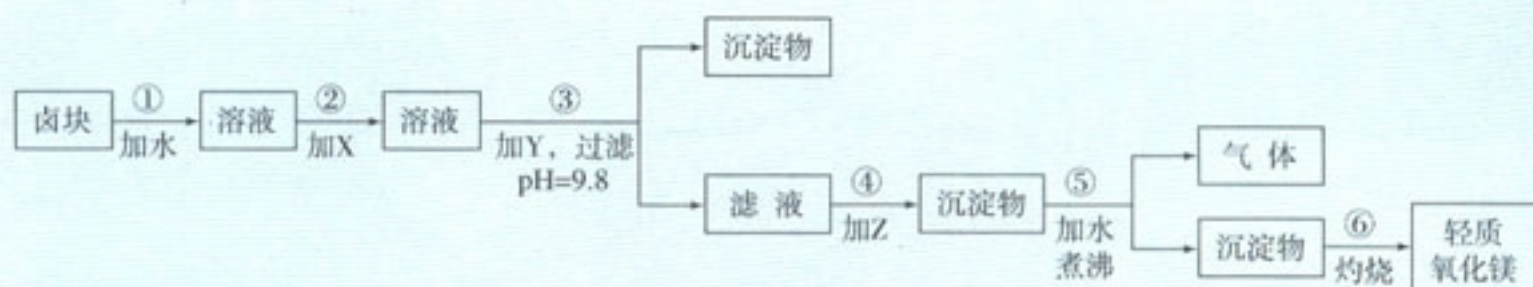 卤块
①
加水
溶液
②
加X
溶液
③
加Y，过滤
pH=9.8
沉淀物
滤 液
④
加Z
沉淀物
⑤
加水
煮沸
气 体
沉淀物
⑥
灼烧
轻质
氧化镁